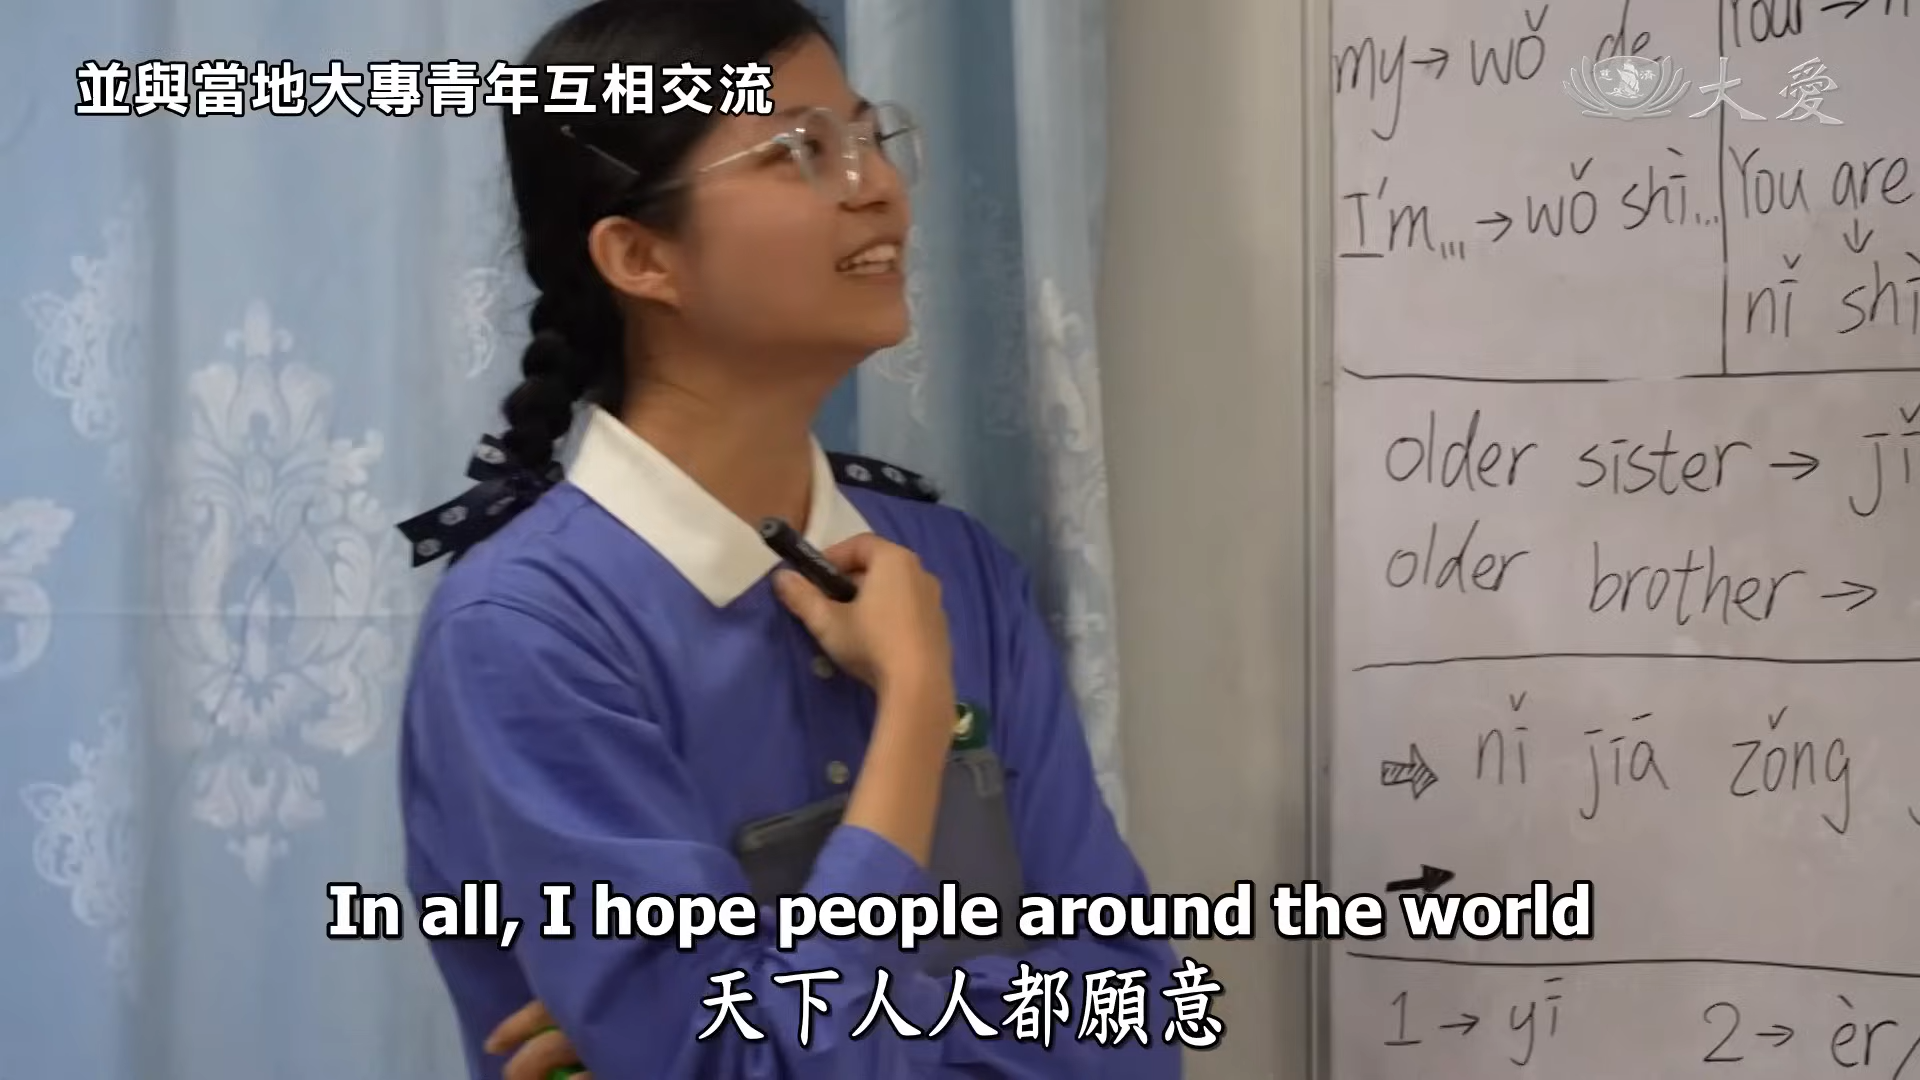 並與當地大專青年互相交流
大愛
my→ wǒ de
Your →
I'm... → wǒ shì...
You are
↓
nǐ shì
older sister → jǐ
older brother →
⇒ nǐ jiā zǒng
→
1 → yī 2 → èr/
In all, I hope people around the world
天下人人都願意